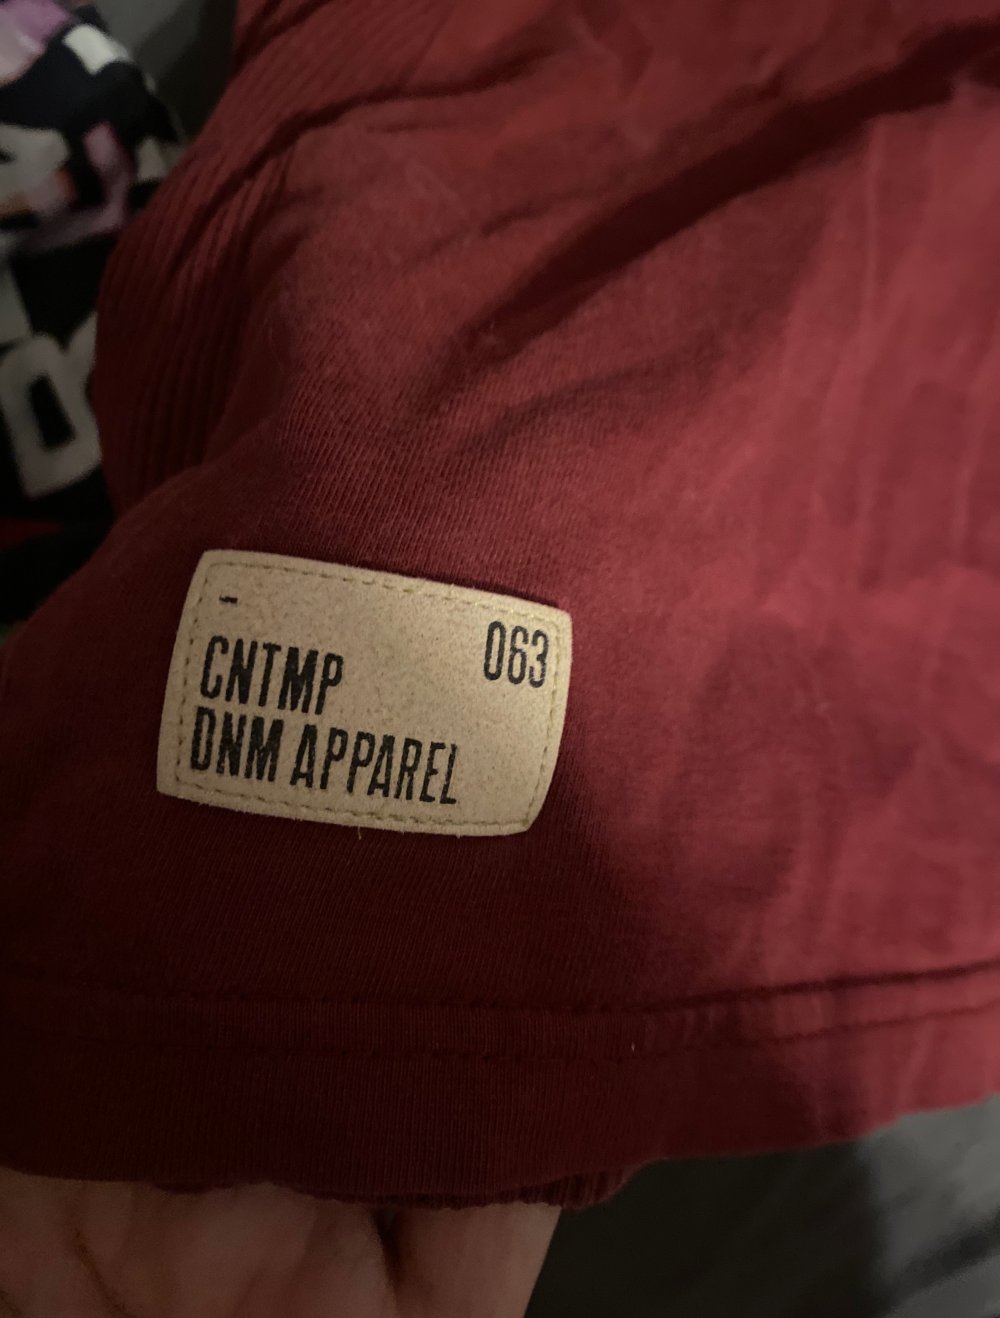 -
063
CNTMP
DNM APPAREL